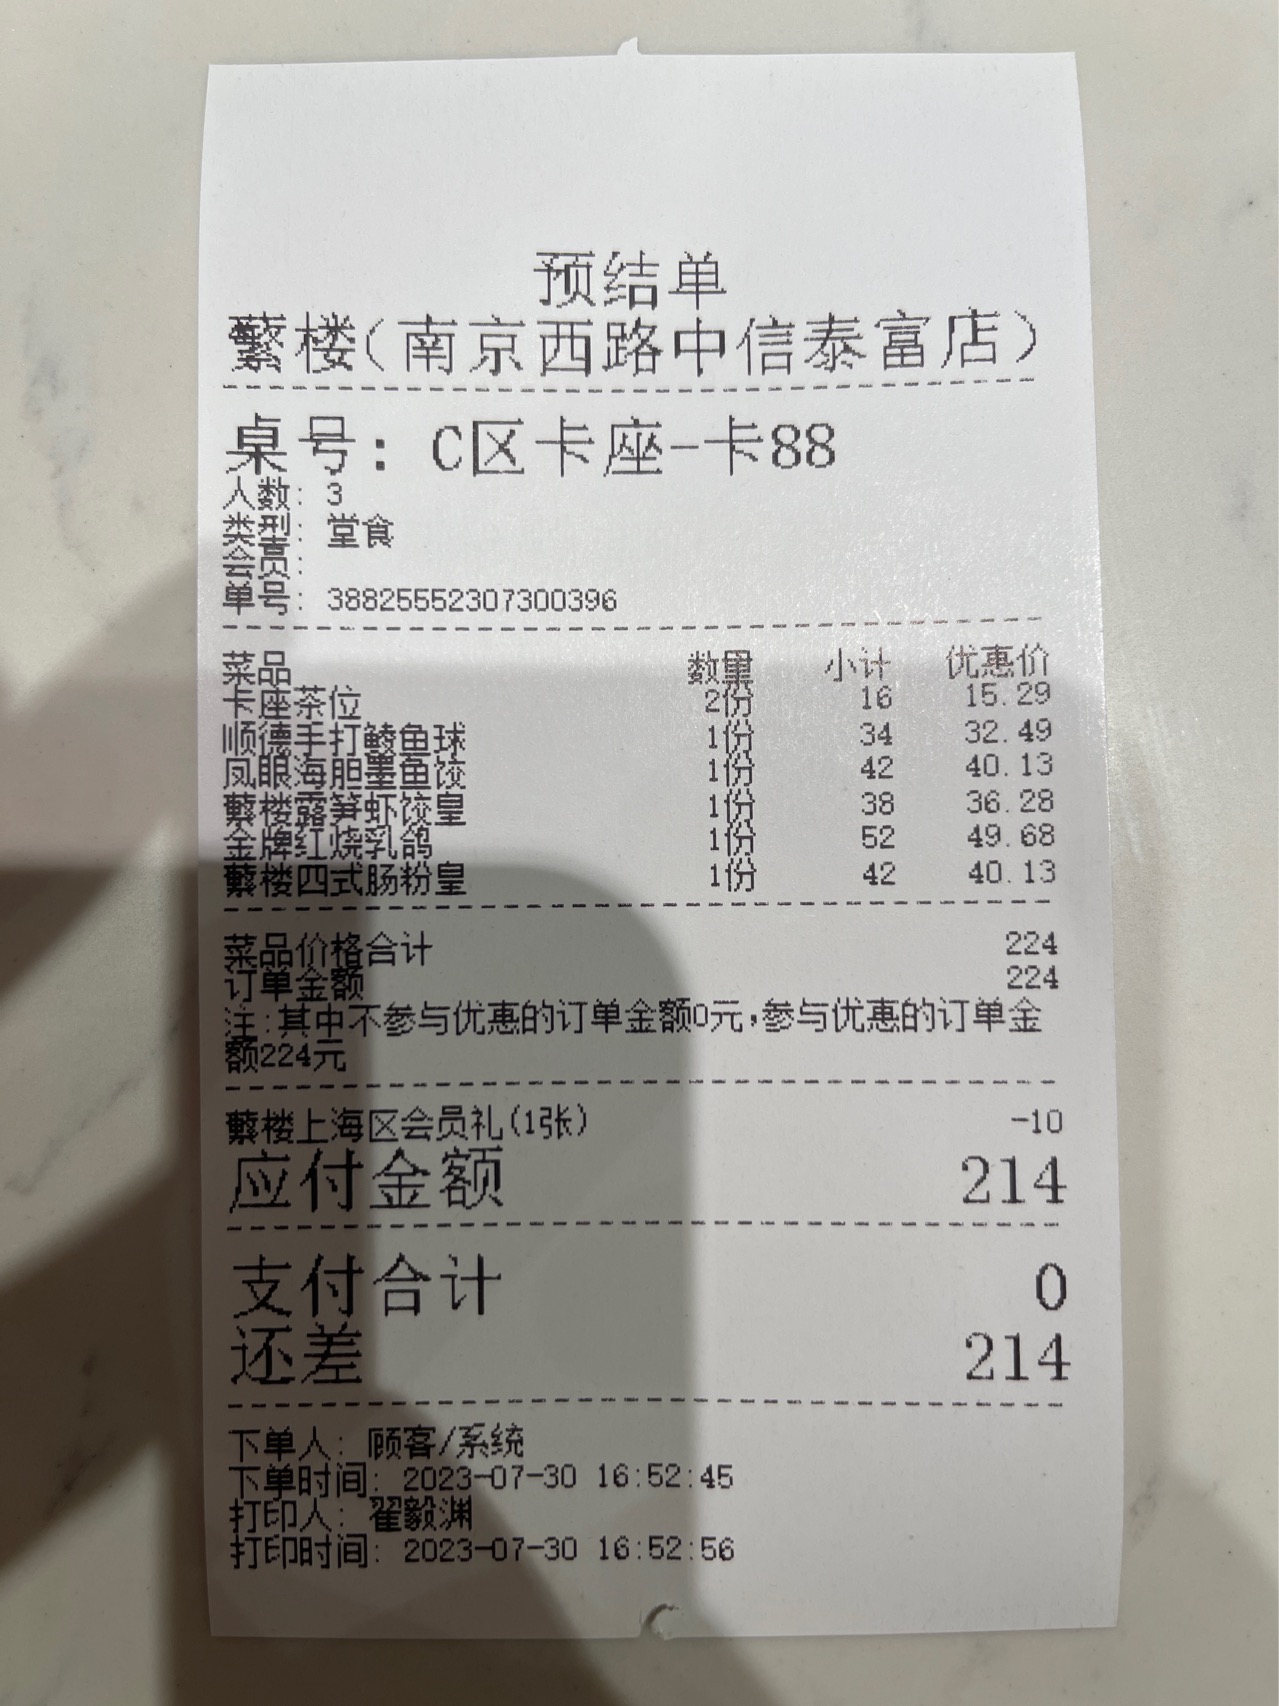 预结单
蘩楼(南京西路中信泰富店)
桌号: C区卡座-卡88
人数: 3
类型: 堂食
会员:
单号: 38825552307300396
菜品 数量 小计 优惠价
卡座茶位 2份 16 15.29
顺德手打鲮鱼球 1份 34 32.49
凤眼海胆墨鱼饺 1份 42 40.13
蘩楼露笋虾饺皇 1份 38 36.28
金牌红烧乳鸽 1份 52 49.68
蘩楼四式肠粉皇 1份 42 40.13
菜品价格合计 224
订单金额 224
注:其中不参与优惠的订单金额0元,参与优惠的订单金
额224元
蘩楼上海区会员礼(1张) -10
应付金额 214
支付合计 0
还差 214
下单人: 顾客/系统
下单时间: 2023-07-30 16:52:45
打印人: 翟毅渊
打印时间: 2023-07-30 16:52:56